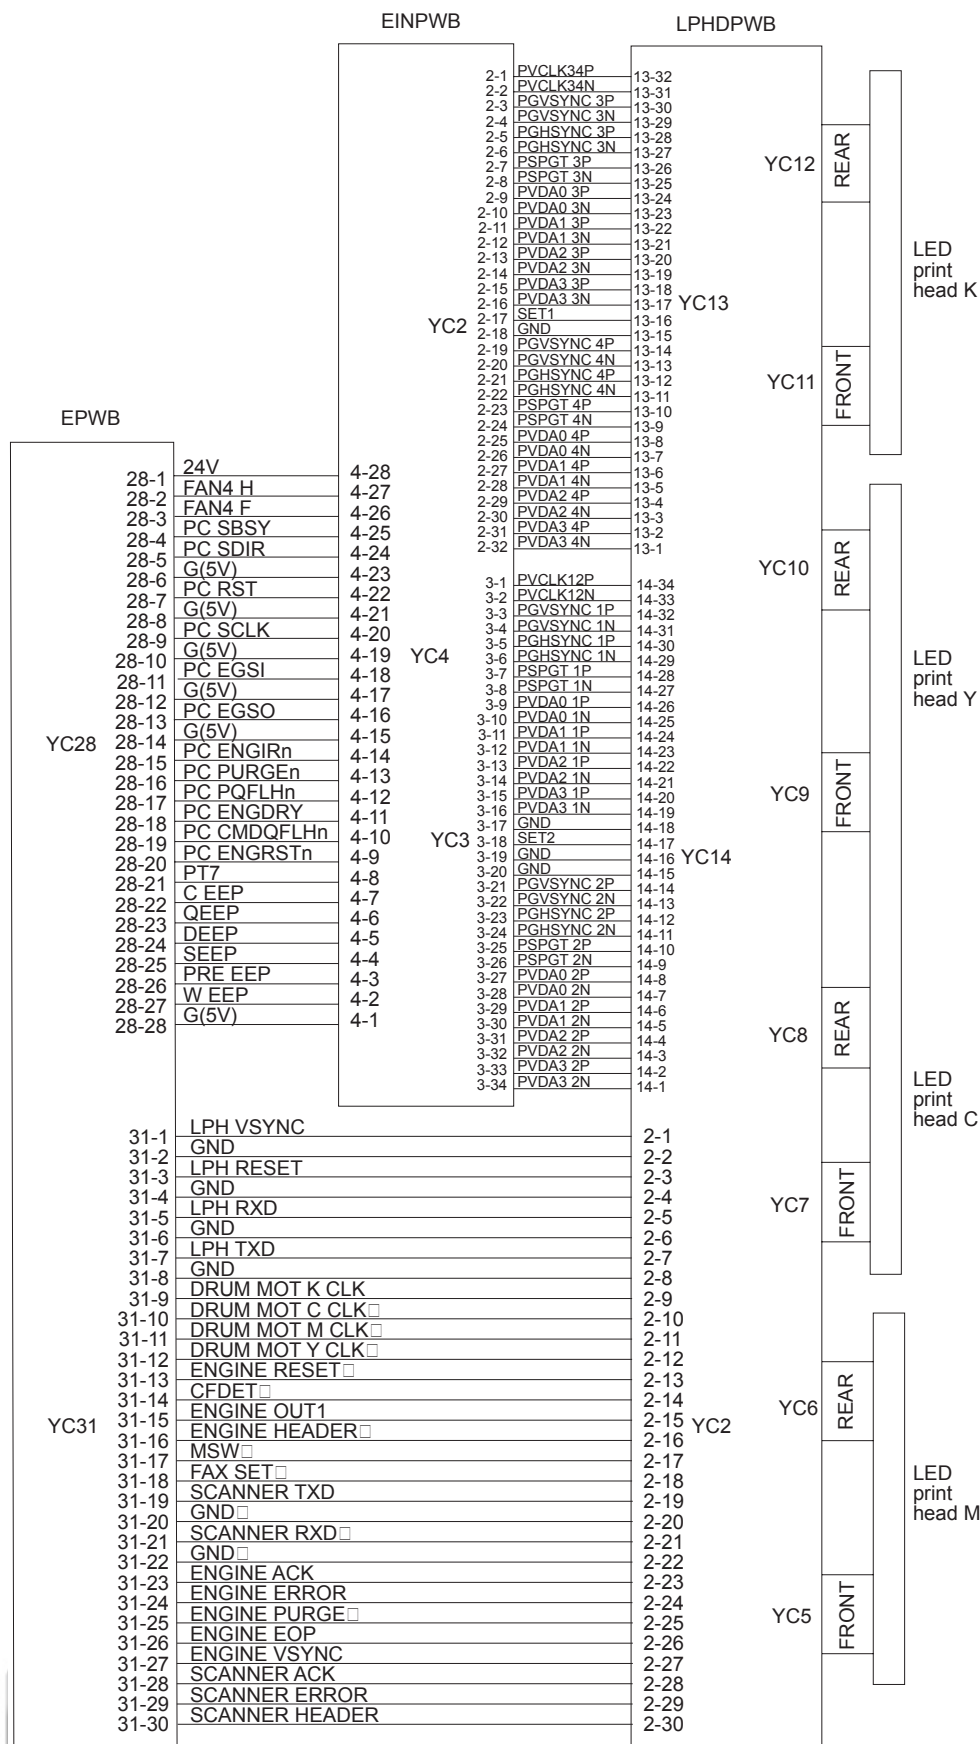 EINPWB
LPHDPWB
2-1 PVCLK34P 13-32
2-2 PVCLK34N 13-31
2-3 PGVSYNC 3P 13-30
2-4 PGVSYNC 3N 13-29
2-5 PGHSYNC 3P 13-28
2-6 PGHSYNC 3N 13-27
2-7 PSPGT 3P 13-26
2-8 PSPGT 3N 13-25
2-9 PVDA0 3P 13-24
2-10 PVDA0 3N 13-23
2-11 PVDA1 3P 13-22
2-12 PVDA1 3N 13-21
2-13 PVDA2 3P 13-20
2-14 PVDA2 3N 13-19
2-15 PVDA3 3P 13-18
2-16 PVDA3 3N 13-17
2-17 SET1 13-16
2-18 GND 13-15
2-19 PGVSYNC 4P 13-14
2-20 PGVSYNC 4N 13-13
2-21 PGHSYNC 4P 13-12
2-22 PGHSYNC 4N 13-11
2-23 PSPGT 4P 13-10
2-24 PSPGT 4N 13-9
2-25 PVDA0 4P 13-8
2-26 PVDA0 4N 13-7
2-27 PVDA1 4P 13-6
2-28 PVDA1 4N 13-5
2-29 PVDA2 4P 13-4
2-30 PVDA2 4N 13-3
2-31 PVDA3 4P 13-2
2-32 PVDA3 4N 13-1
YC2
YC13
3-1 PVCLK12P 14-34
3-2 PVCLK12N 14-33
3-3 PGVSYNC 1P 14-32
3-4 PGVSYNC 1N 14-31
3-5 PGHSYNC 1P 14-30
3-6 PGHSYNC 1N 14-29
3-7 PSPGT 1P 14-28
3-8 PSPGT 1N 14-27
3-9 PVDA0 1P 14-26
3-10 PVDA0 1N 14-25
3-11 PVDA1 1P 14-24
3-12 PVDA1 1N 14-23
3-13 PVDA2 1P 14-22
3-14 PVDA2 1N 14-21
3-15 PVDA3 1P 14-20
3-16 PVDA3 1N 14-19
3-17 GND 14-18
3-18 SET2 14-17
3-19 GND 14-16
3-20 GND 14-15
3-21 PGVSYNC 2P 14-14
3-22 PGVSYNC 2N 14-13
3-23 PGHSYNC 2P 14-12
3-24 PGHSYNC 2N 14-11
3-25 PSPGT 2P 14-10
3-26 PSPGT 2N 14-9
3-27 PVDA0 2P 14-8
3-28 PVDA0 2N 14-7
3-29 PVDA1 2P 14-6
3-30 PVDA1 2N 14-5
3-31 PVDA2 2P 14-4
3-32 PVDA2 2N 14-3
3-33 PVDA3 2P 14-2
3-34 PVDA3 2N 14-1
YC3
YC14
EPWB
28-1 24V 4-28
28-2 FAN4 H 4-27
28-3 FAN4 F 4-26
28-4 PC SBSY 4-25
28-5 PC SDIR 4-24
28-6 G(5V) 4-23
28-7 PC RST 4-22
28-8 G(5V) 4-21
28-9 PC SCLK 4-20
28-10 G(5V) 4-19
28-11 PC EGSI 4-18
28-12 G(5V) 4-17
28-13 PC EGSO 4-16
28-14 G(5V) 4-15
28-15 PC ENGIRn 4-14
28-16 PC PURGEn 4-13
28-17 PC PQFLHn 4-12
28-18 PC ENGDRY 4-11
28-19 PC CMDQFLHn 4-10
28-20 PC ENGRSTn 4-9
28-21 PT7 4-8
28-22 C EEP 4-7
28-23 QEEP 4-6
28-24 DEEP 4-5
28-25 SEEP 4-4
28-26 PRE EEP 4-3
28-27 W EEP 4-2
28-28 G(5V) 4-1
YC28
YC4
31-1 LPH VSYNC 2-1
31-2 GND 2-2
31-3 LPH RESET 2-3
31-4 GND 2-4
31-5 LPH RXD 2-5
31-6 GND 2-6
31-7 LPH TXD 2-7
31-8 GND 2-8
31-9 DRUM MOT K CLK 2-9
31-10 DRUM MOT C CLK□ 2-10
31-11 DRUM MOT M CLK□ 2-11
31-12 DRUM MOT Y CLK□ 2-12
31-13 ENGINE RESET□ 2-13
31-14 CFDET□ 2-14
31-15 ENGINE OUT1 2-15
31-16 ENGINE HEADER□ 2-16
31-17 MSW□ 2-17
31-18 FAX SET□ 2-18
31-19 SCANNER TXD 2-19
31-20 GND□ 2-20
31-21 SCANNER RXD□ 2-21
31-22 GND□ 2-22
31-23 ENGINE ACK 2-23
31-24 ENGINE ERROR 2-24
31-25 ENGINE PURGE□ 2-25
31-26 ENGINE EOP 2-26
31-27 ENGINE VSYNC 2-27
31-28 SCANNER ACK 2-28
31-29 SCANNER ERROR 2-29
31-30 SCANNER HEADER 2-30
YC31
YC2
YC12 REAR
YC11 FRONT
LED
print
head K
YC10 REAR
YC9 FRONT
LED
print
head Y
YC8 REAR
YC7 FRONT
LED
print
head C
YC6 REAR
YC5 FRONT
LED
print
head M